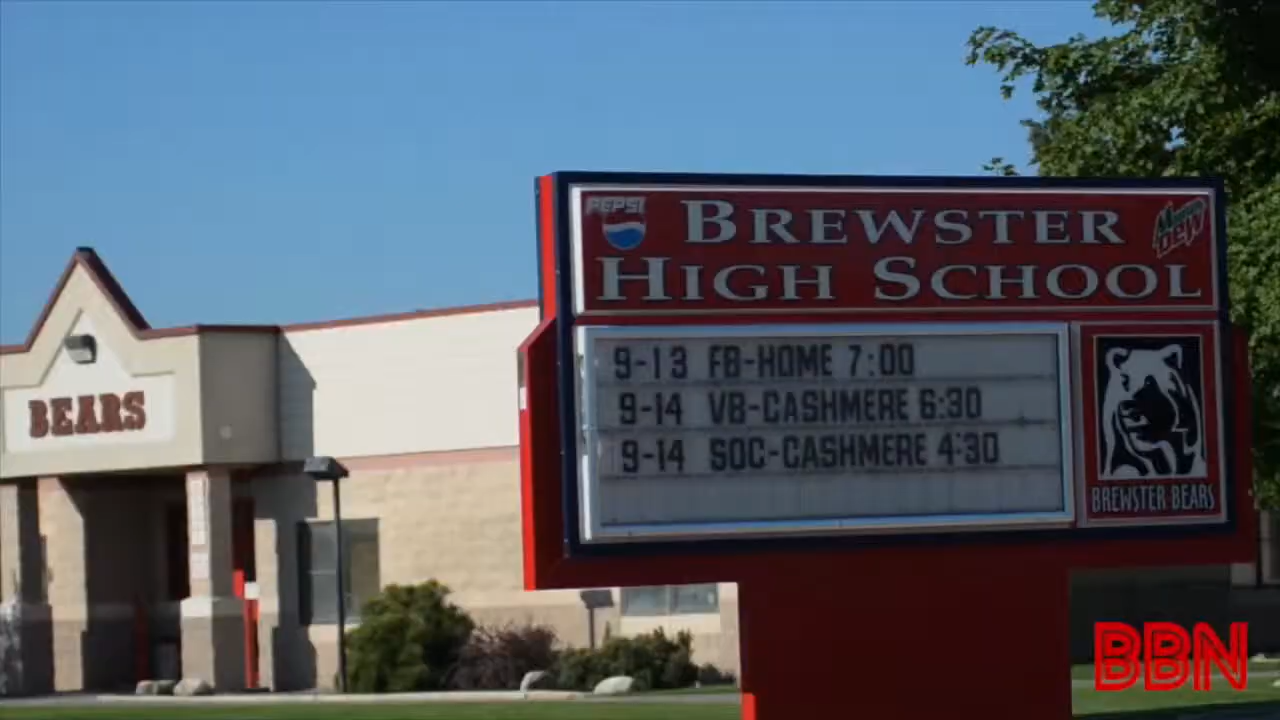 PEPSI
BREWSTER
Mountain Dew
HIGH SCHOOL
BEARS
9-13 FB-HOME 7:00
9-14 VB-CASHMERE 6:30
9-14 SOC-CASHMERE 4:30
BREWSTER BEARS
BBN